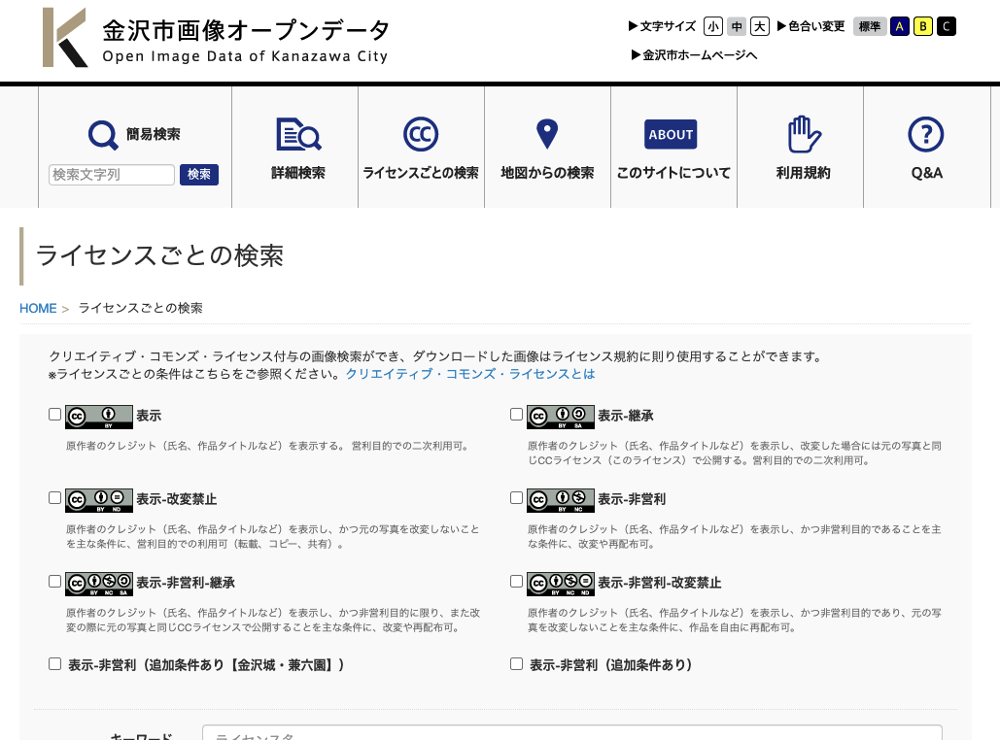 金沢市画像オープンデータ
Open Image Data of Kanazawa City
▶文字サイズ 小 中 大 ▶色合い変更 標準 A B C
▶金沢市ホームページへ
簡易検索
検索文字列 検索
詳細検索
CC
ライセンスごとの検索
地図からの検索
ABOUT
このサイトについて
利用規約
?
Q&A
ライセンスごとの検索
HOME > ライセンスごとの検索
クリエイティブ・コモンズ・ライセンス付与の画像検索ができ、ダウンロードした画像はライセンス規約に則り使用することができます。
※ライセンスごとの条件はこちらをご参照ください。クリエイティブ・コモンズ・ライセンスとは
CC BY 表示
原作者のクレジット（氏名、作品タイトルなど）を表示する。 営利目的での二次利用可。
CC BY SA 表示-継承
原作者のクレジット（氏名、作品タイトルなど）を表示し、改変した場合には元の写真と同
じCCライセンス（このライセンス）で公開する。営利目的での二次利用可。
CC BY ND 表示-改変禁止
原作者のクレジット（氏名、作品タイトルなど）を表示し、かつ元の写真を改変しないこと
を主な条件に、営利目的での利用可（転載、コピー、共有）。
CC BY NC 表示-非営利
原作者のクレジット（氏名、作品タイトルなど）を表示し、かつ非営利目的であることを主
な条件に、改変や再配布可。
CC BY NC SA 表示-非営利-継承
原作者のクレジット（氏名、作品タイトルなど）を表示し、かつ非営利目的に限り、また改
変の際に元の写真と同じCCライセンスで公開することを主な条件に、改変や再配布可。
CC BY NC ND 表示-非営利-改変禁止
原作者のクレジット（氏名、作品タイトルなど）を表示し、かつ非営利目的であり、元の写
真を改変しないことを主な条件に、作品を自由に再配布可。
表示-非営利（追加条件あり【金沢城・兼六園】）
表示-非営利（追加条件あり）
キーワード